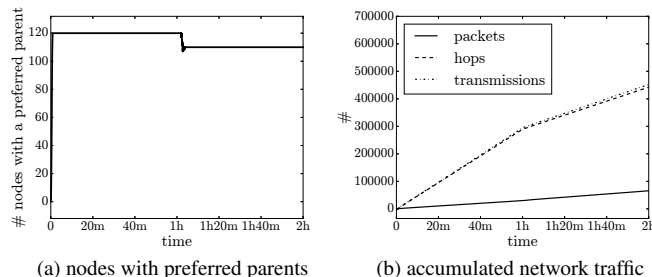 # nodes with a preferred parent
120
100
80
60
40
20
0
0 20m 40m 1h 1h20m 1h40m 2h
time
(a) nodes with preferred parents
#
700000
600000
500000
400000
300000
200000
100000
0
packets
hops
transmissions
0 20m 40m 1h 1h20m 1h40m 2h
time
(b) accumulated network traffic